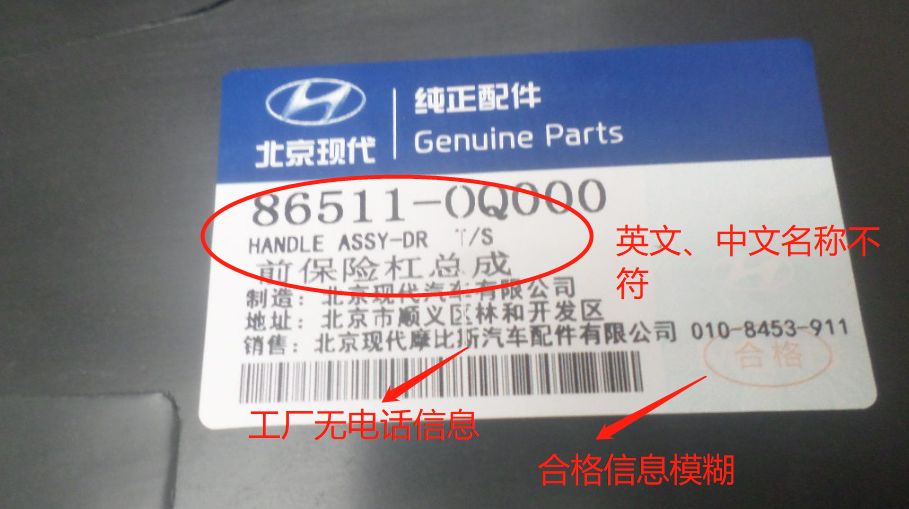 纯正配件
北京现代
Genuine Parts
86511-0Q000
HANDLE ASSY-DR T/S
前保险杠总成
英文、中文名称不
符
制造：北京现代汽车有限公司
地址：北京市顺义区林和开发区
销售：北京现代摩比斯汽车配件有限公司 010-8453-911
合格
工厂无电话信息
合格信息模糊